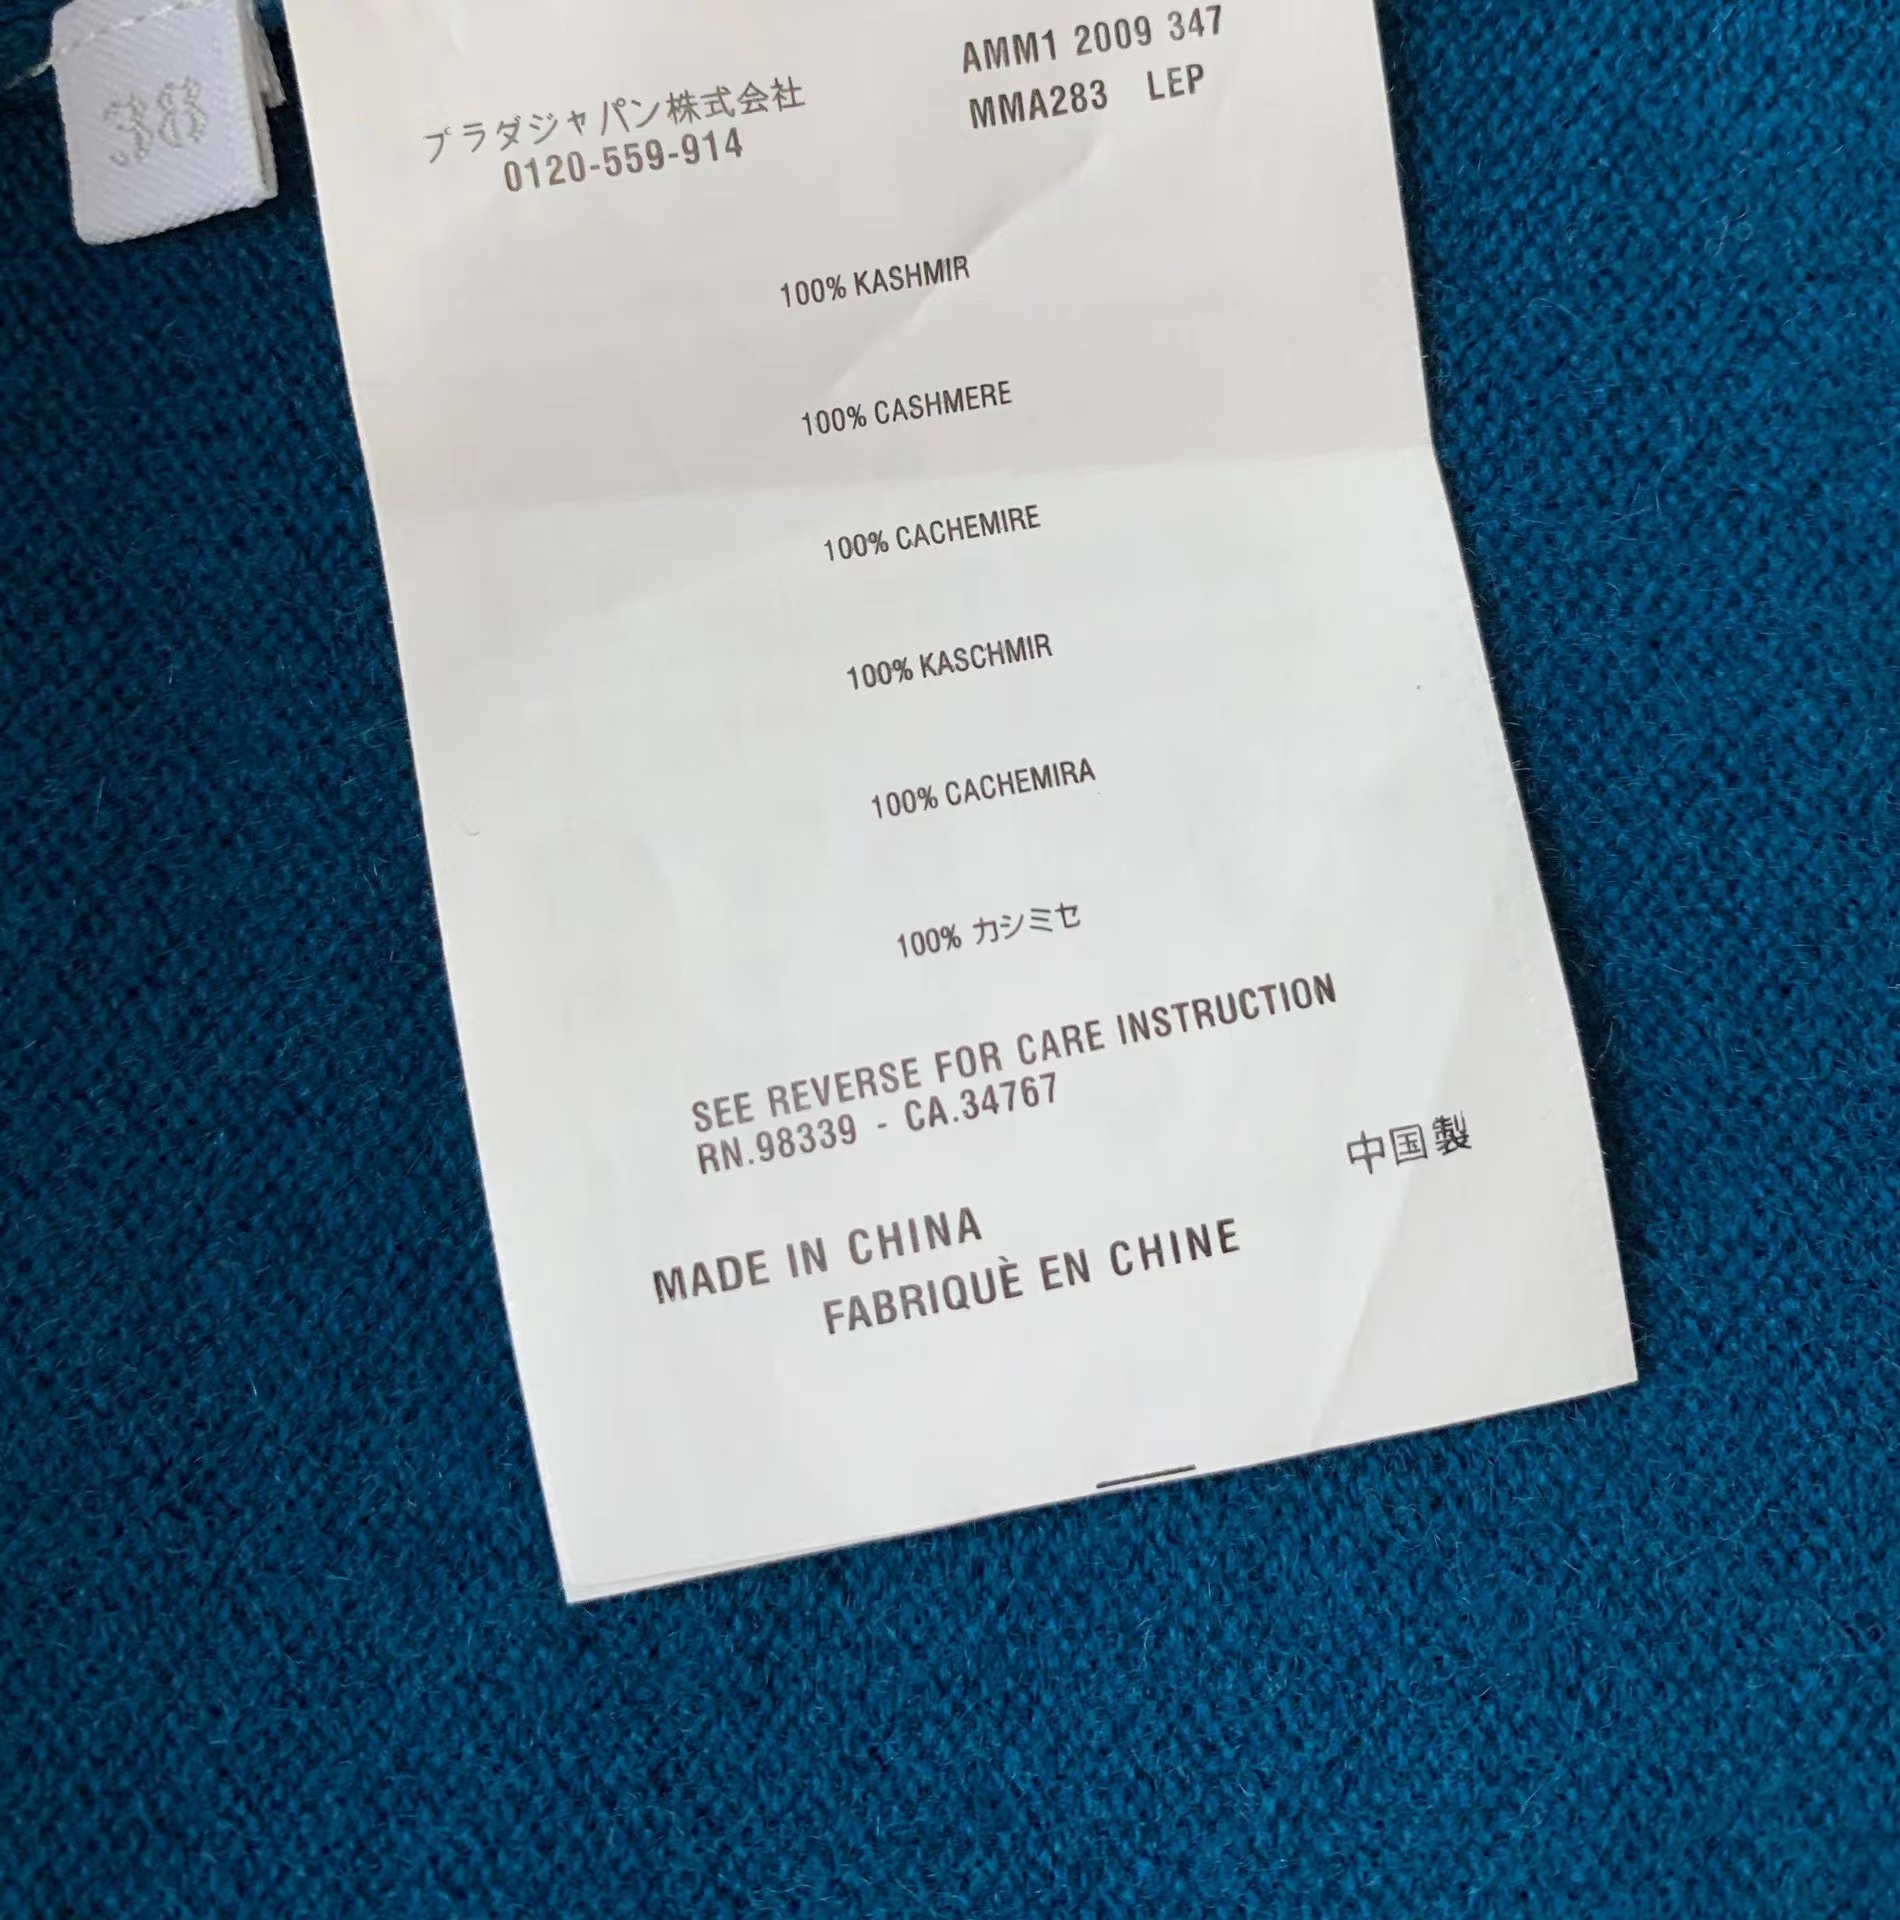 38
AMM1 2009 347
MMA283 LEP
プラダジャパン株式会社
0120-559-914
100% KASHMIR
100% CASHMERE
100% CACHEMIRE
100% KASCHMIR
100% CACHEMIRA
100% カシミセ
SEE REVERSE FOR CARE INSTRUCTION
RN.98339 - CA.34767
中国製
MADE IN CHINA
FABRIQUÈ EN CHINE